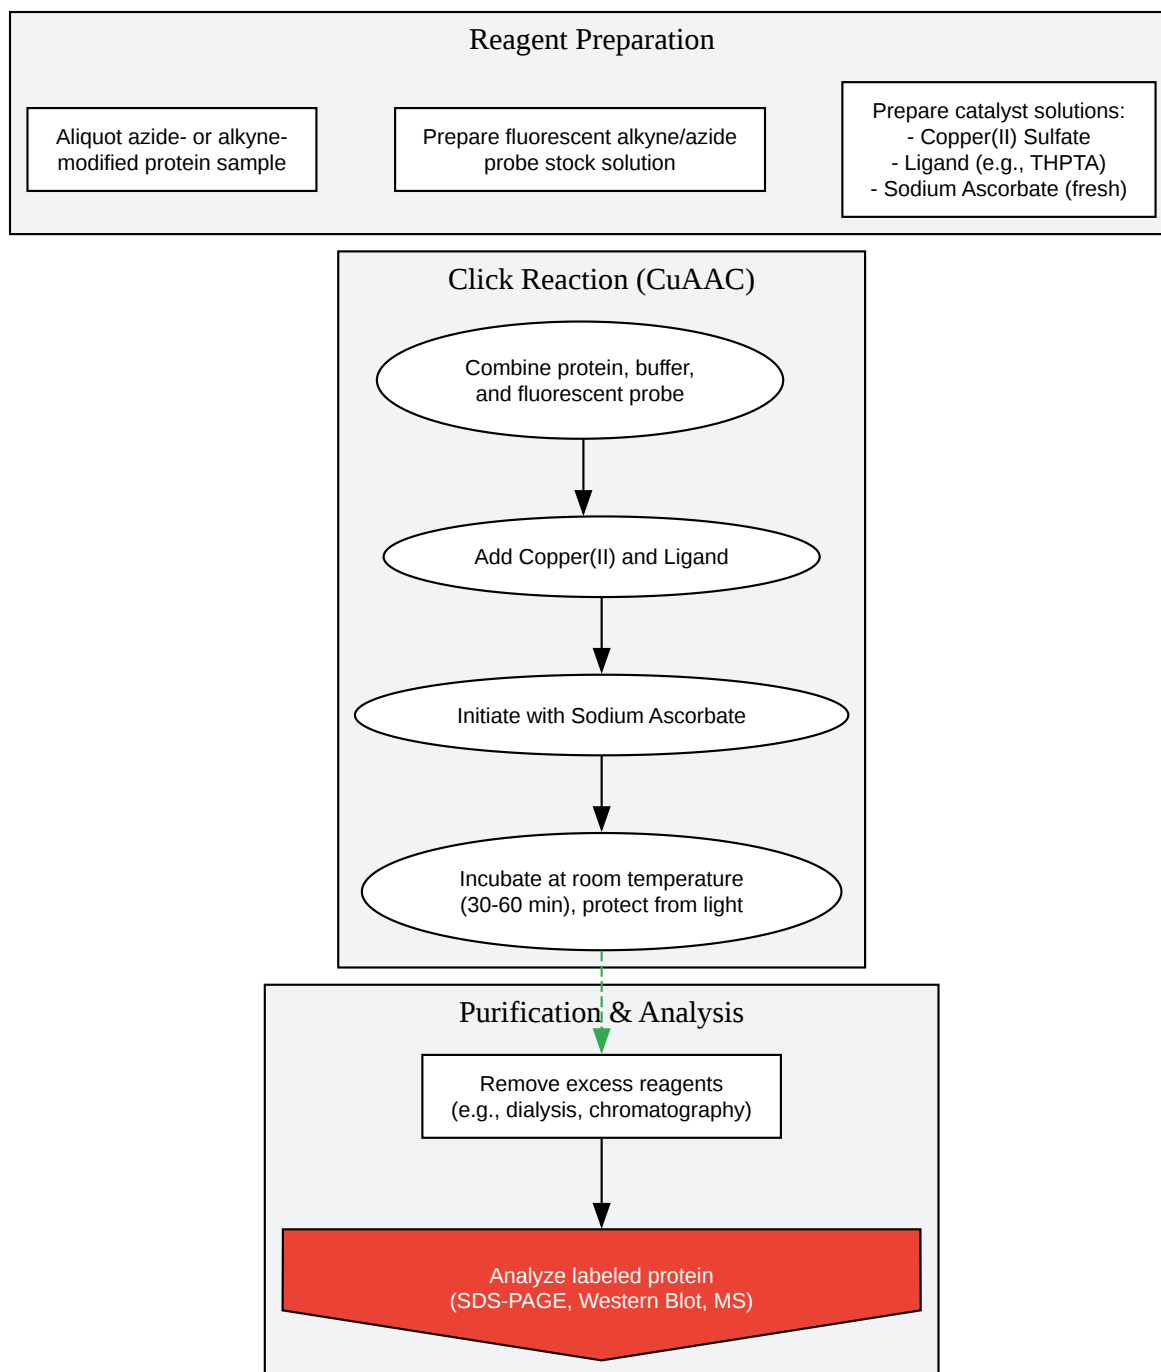 Reagent Preparation
Aliquot azide- or alkyne-
modified protein sample
Prepare fluorescent alkyne/azide
probe stock solution
Prepare catalyst solutions:
- Copper(II) Sulfate
- Ligand (e.g., THPTA)
- Sodium Ascorbate (fresh)
Click Reaction (CuAAC)
Combine protein, buffer,
and fluorescent probe
Add Copper(II) and Ligand
Initiate with Sodium Ascorbate
Incubate at room temperature
(30-60 min), protect from light
Purification & Analysis
Remove excess reagents
(e.g., dialysis, chromatography)
Analyze labeled protein
(SDS-PAGE, Western Blot, MS)